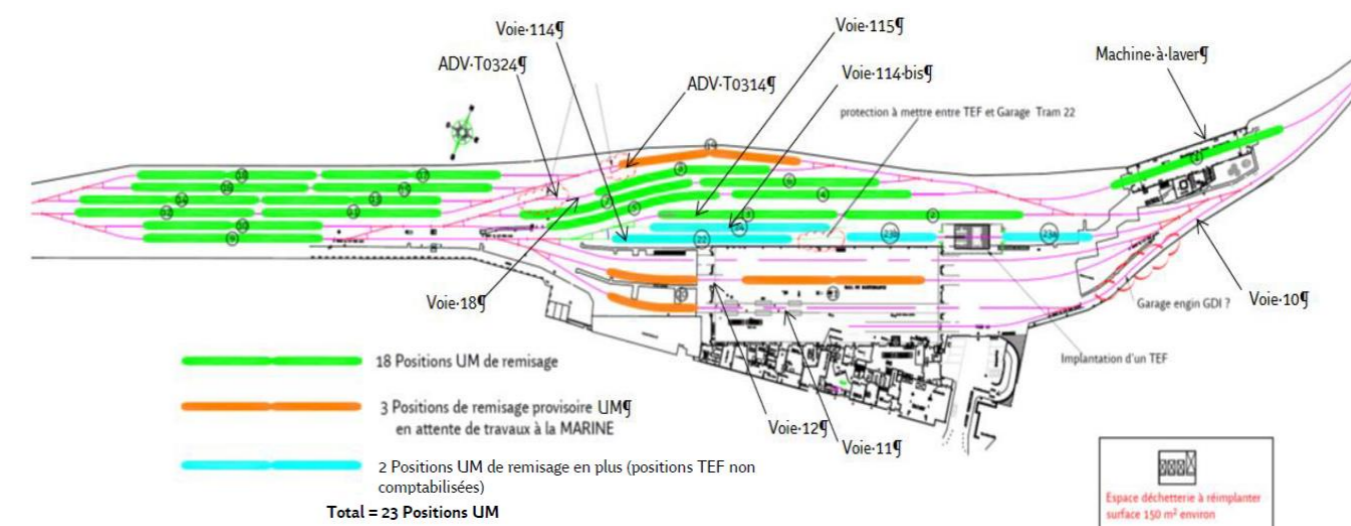 Voie·114¶
Voie·115¶
ADV·T0324¶
ADV·T0314¶
Voie·114·bis¶
Machine·à·laver¶
protection à mettre entre TEF et Garage Tram 22
22
23b
23a
Voie·18¶
Garage engin GDI ?
Voie·10¶
Implantation d'un TEF
18 Positions UM de remisage
3 Positions de remisage provisoire UM¶
en attente de travaux à la MARINE
Voie·12¶
Voie·11¶
2 Positions UM de remisage en plus (positions TEF non
comptabilisées)
Total = 23 Positions UM
Espace déchetterie à réimplanter
surface 150 m² environ